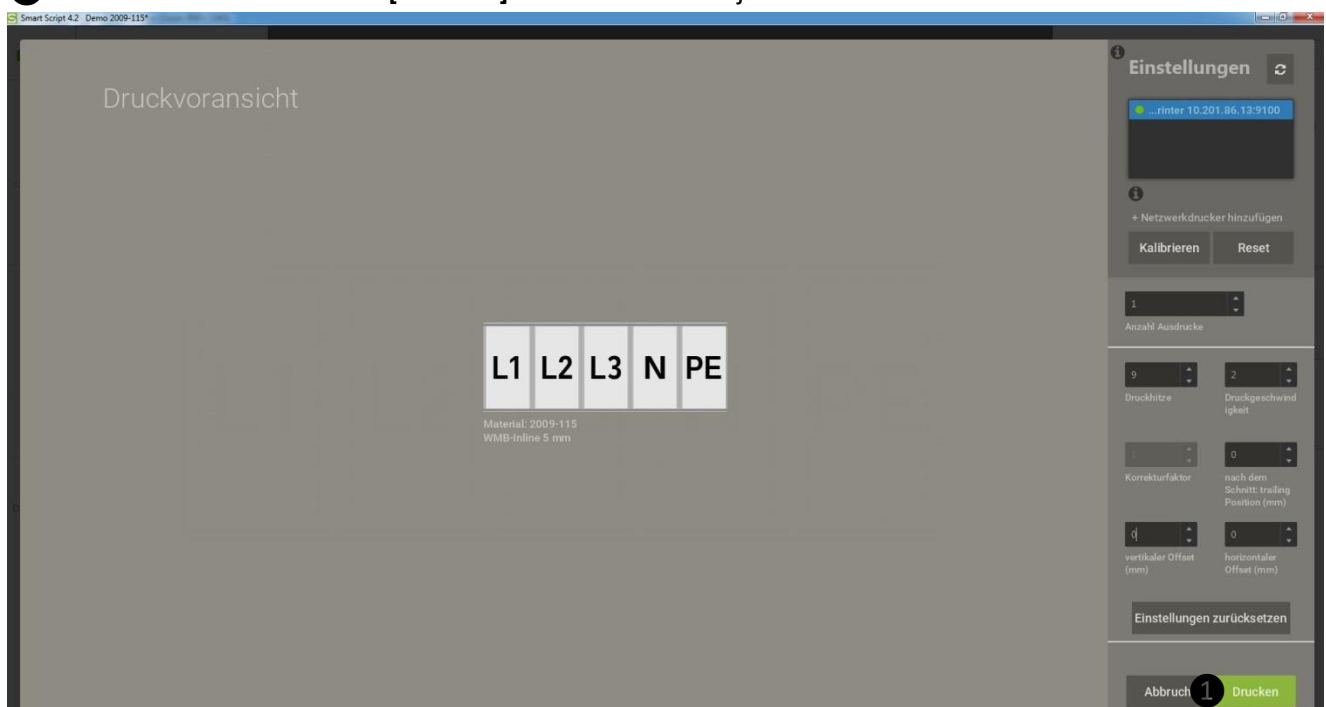 Smart Script 4.2 Demo 2009-115*
Druckvoransicht
L1 L2 L3 N PE
Material: 2009-115
WMB-Inline 5 mm
Einstellungen
...rinter 10.201.86.13:9100
+ Netzwerkdrucker hinzufügen
Kalibrieren Reset
1
Anzahl Ausdrucke
9 2
Druckhitze Druckgeschwind
igkeit
0
Korrekturfaktor nach dem
Schnitt: trailing
Position (mm)
0 0
vertikaler Offset horizontaler
(mm) Offset (mm)
Einstellungen zurücksetzen
Abbruch 1 Drucken